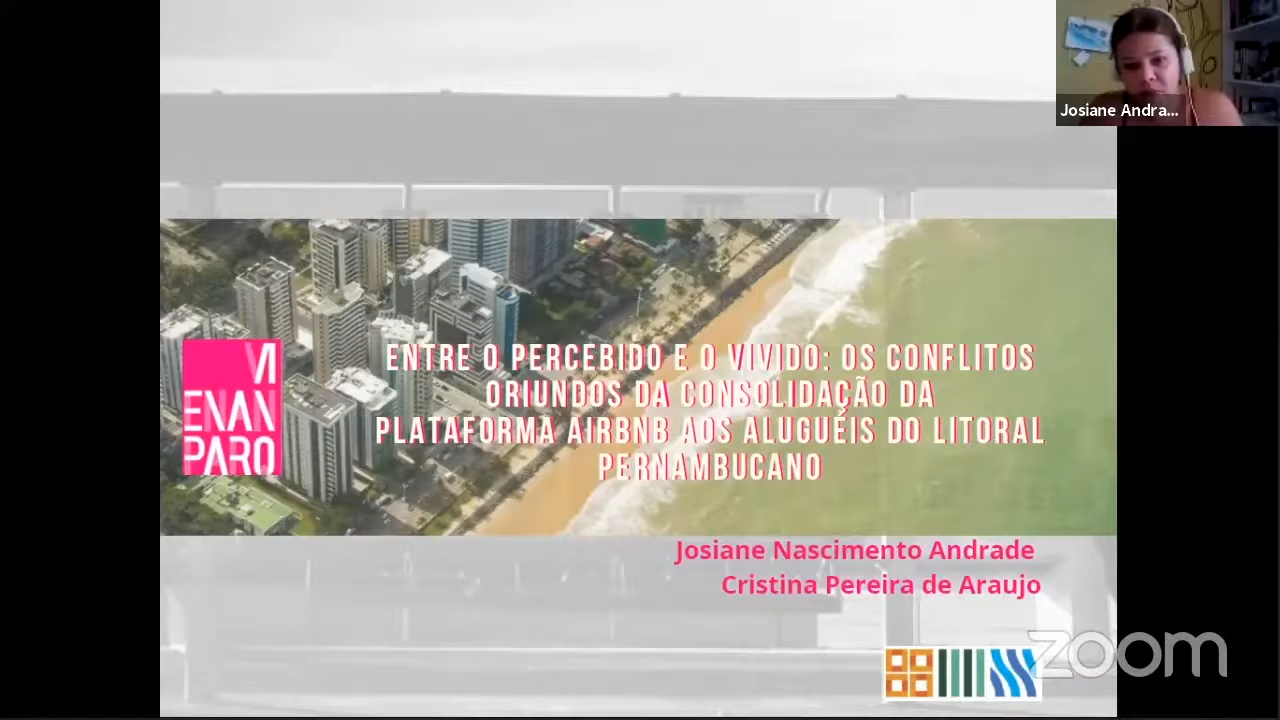 Josiane Andra...
VI
ENAN
PARQ
ENTRE O PERCEBIDO E O VIVIDO: OS CONFLITOS
ORIUNDOS DA CONSOLIDAÇÃO DA
PLATAFORMA AIRBNB AOS ALUGUÉIS DO LITORAL
PERNAMBUCANO
Josiane Nascimento Andrade
Cristina Pereira de Araujo
zoom